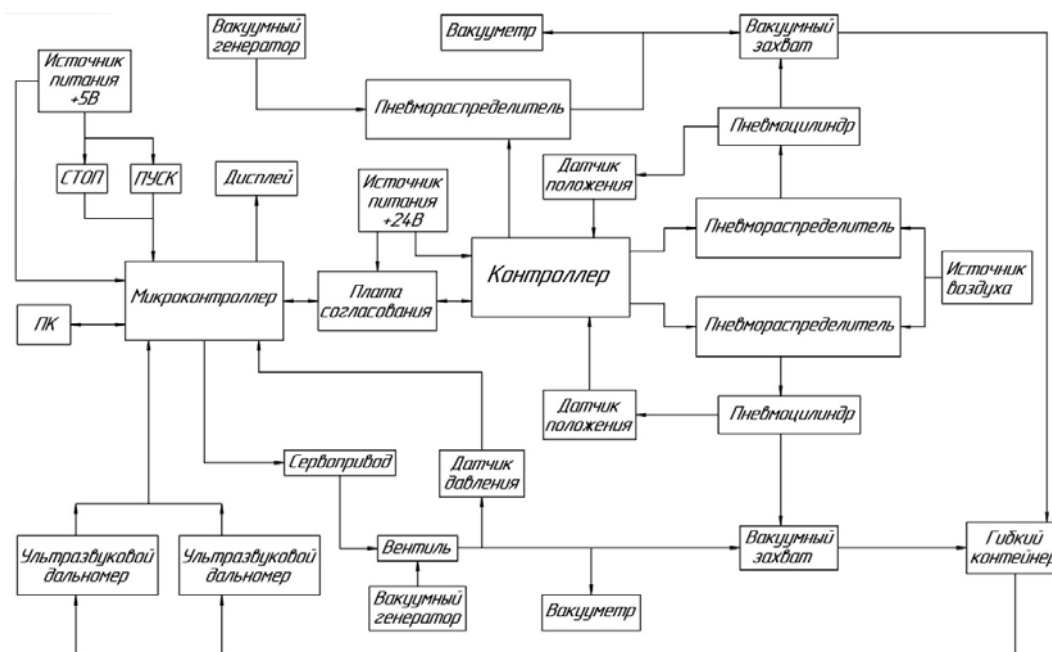 Вакуумный
генератор
Вакууметр
Вакуумный
захват
Источник
питания
+5В
Пневмораспределитель
Пневмоцилиндр
СТОП
ПУСК
Дисплей
Источник
питания
+24В
Датчик
положения
Пневмораспределитель
Микроконтроллер
Плата
согласования
Контроллер
Источник
воздуха
ПК
Пневмораспределитель
Датчик
положения
Пневмоцилиндр
Сервопривод
Датчик
давления
Ультразвуковой
дальномер
Ультразвуковой
дальномер
Вентиль
Вакуумный
захват
Гибкий
контейнер
Вакуумный
генератор
Вакууметр